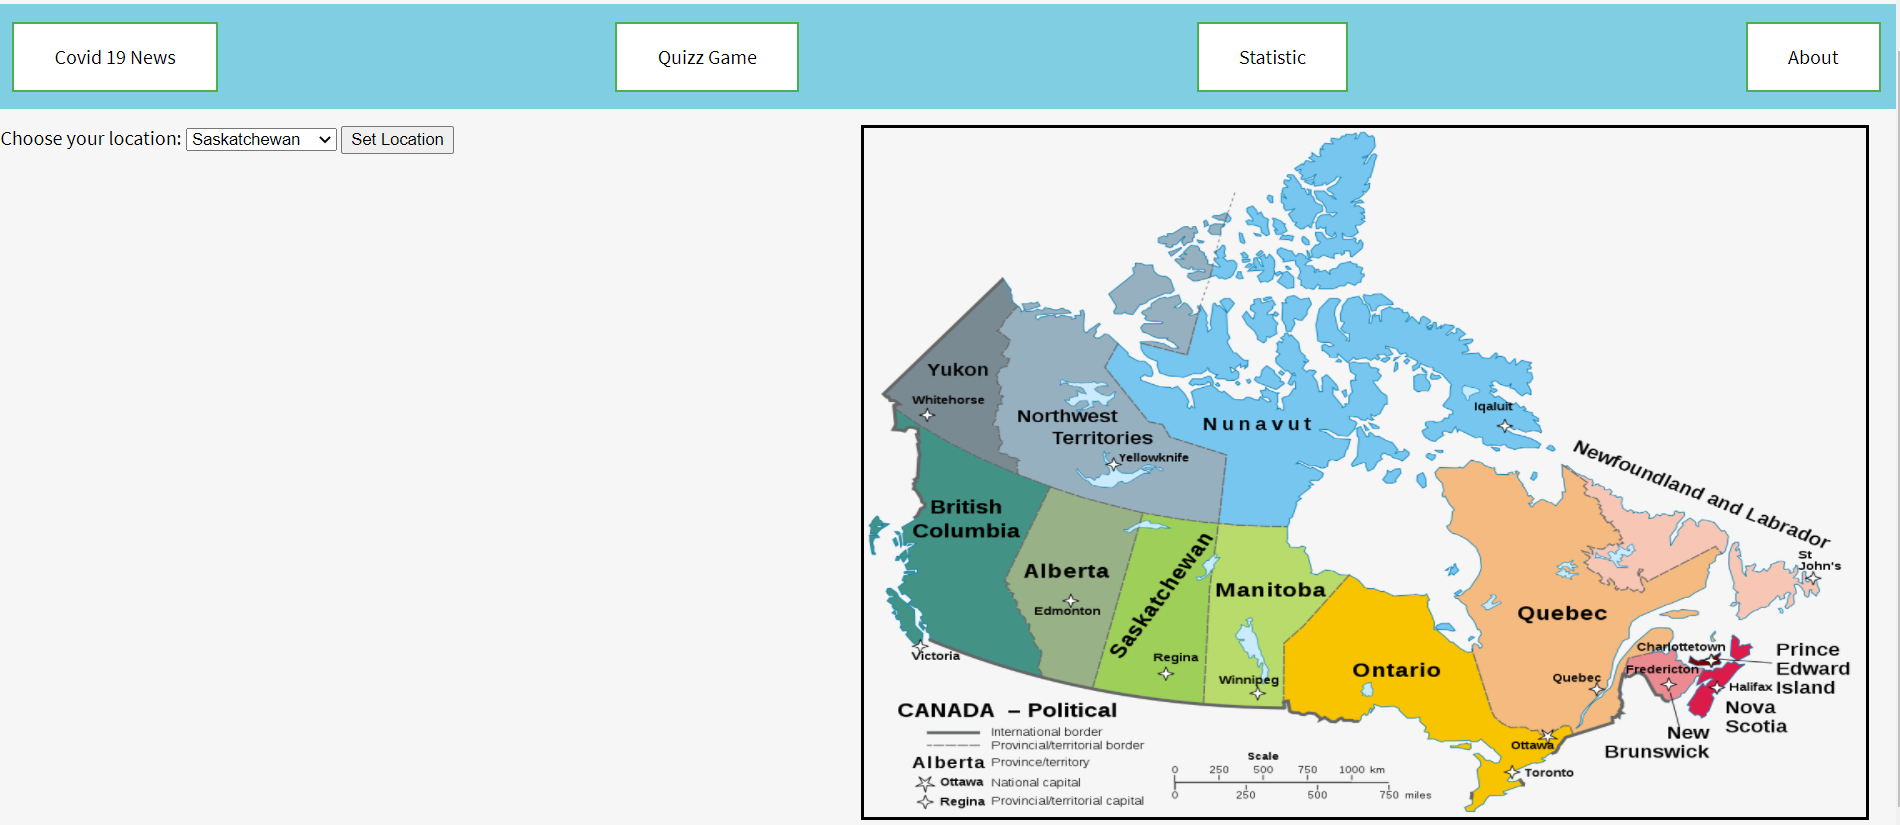 Covid 19 News
Quizz Game
Statistic
About
Choose your location: Saskatchewan Set Location
Yukon
Whitehorse
Northwest
Territories
Yellowknife
Nunavut
Iqaluit
Newfoundland and Labrador
St
John's
British
Columbia
Victoria
Alberta
Edmonton
Saskatchewan
Regina
Manitoba
Winnipeg
Ontario
Ottawa
Toronto
Quebec
Quebec
Charlottetown
Prince
Edward
Island
Fredericton
Halifax
Nova
Scotia
New
Brunswick
CANADA – Political
International border
Provincial/territorial border
Alberta Province/territory
Ottawa National capital
Regina Provincial/territorial capital
Scale
0 250 500 750 1000 km
0 250 500 750 miles